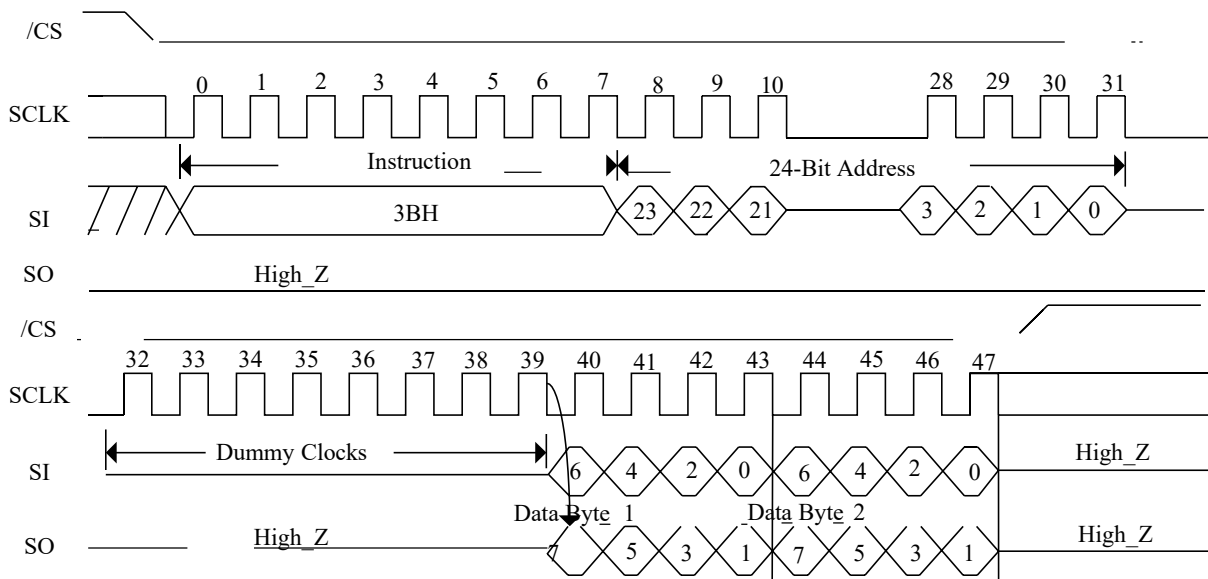 /CS
0 1 2 3 4 5 6 7 8 9 10 28 29 30 31
SCLK
Instruction 24-Bit Address
SI 3BH 23 22 21 3 2 1 0
SO High_Z
/CS
32 33 34 35 36 37 38 39 40 41 42 43 44 45 46 47
SCLK
Dummy Clocks
SI 6 4 2 0 6 4 2 0 High_Z
Data Byte 1 Data Byte 2
SO High_Z 7 5 3 1 7 5 3 1 High_Z